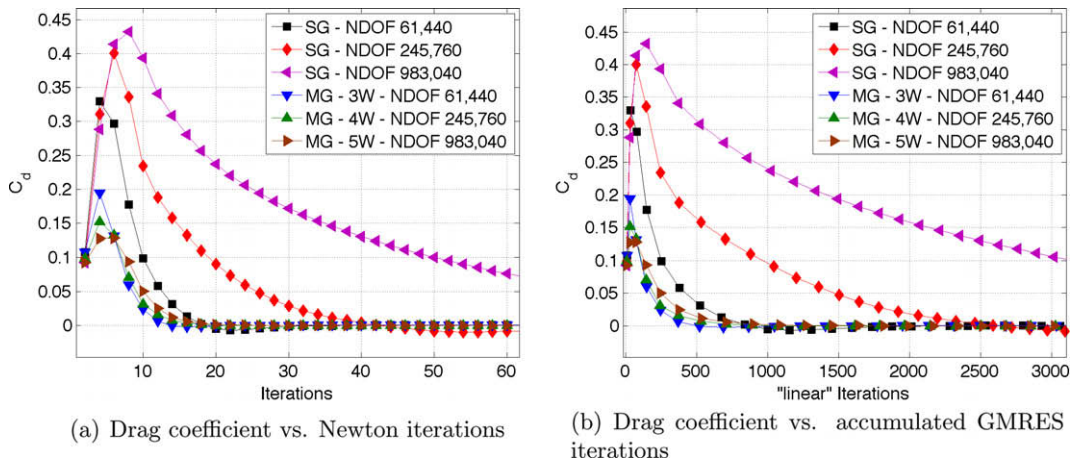 0.45
0.4
0.35
0.3
0.25
0.2
0.15
0.1
0.05
0
C_d
10 20 30 40 50 60
Iterations
SG - NDOF 61,440
SG - NDOF 245,760
SG - NDOF 983,040
MG - 3W - NDOF 61,440
MG - 4W - NDOF 245,760
MG - 5W - NDOF 983,040
(a) Drag coefficient vs. Newton iterations
0.45
0.4
0.35
0.3
0.25
0.2
0.15
0.1
0.05
0
C_d
0 500 1000 1500 2000 2500 3000
"linear" Iterations
SG - NDOF 61,440
SG - NDOF 245,760
SG - NDOF 983,040
MG - 3W - NDOF 61,440
MG - 4W - NDOF 245,760
MG - 5W - NDOF 983,040
(b) Drag coefficient vs. accumulated GMRES
iterations